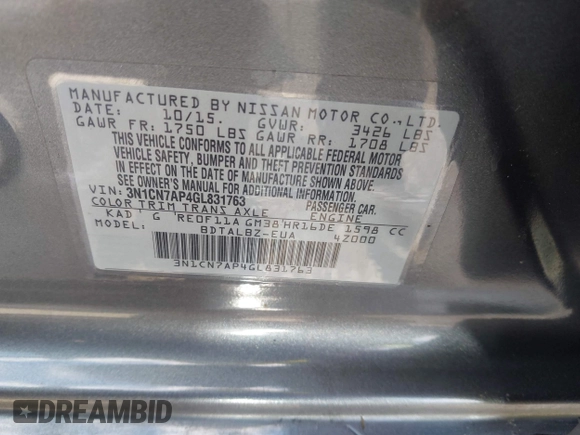 MANUFACTURED BY NISSAN MOTOR CO., LTD.
DATE: 10/15. GVWR: 3426 LBS
GAWR FR: 1750 LBS GAWR RR: 1708 LBS
THIS VEHICLE CONFORMS TO ALL APPLICABLE FEDERAL MOTOR
VEHICLE SAFETY, BUMPER AND THEFT PREVENTION STANDARDS
IN EFFECT ON THE DATE OF MANUFACTURE SHOWN ABOVE.
SEE OWNER'S MANUAL FOR ADDITIONAL INFORMATION.
VIN: 3N1CN7AP4GL831763 PASSENGER CAR.
COLOR TRIM TRANS AXLE ENGINE
KAD G RE0F11A GM38 HR16DE 1598 CC
MODEL: BDTALBZ-EUA 4Z000
3N1CN7AP4GL831763
DREAMBID